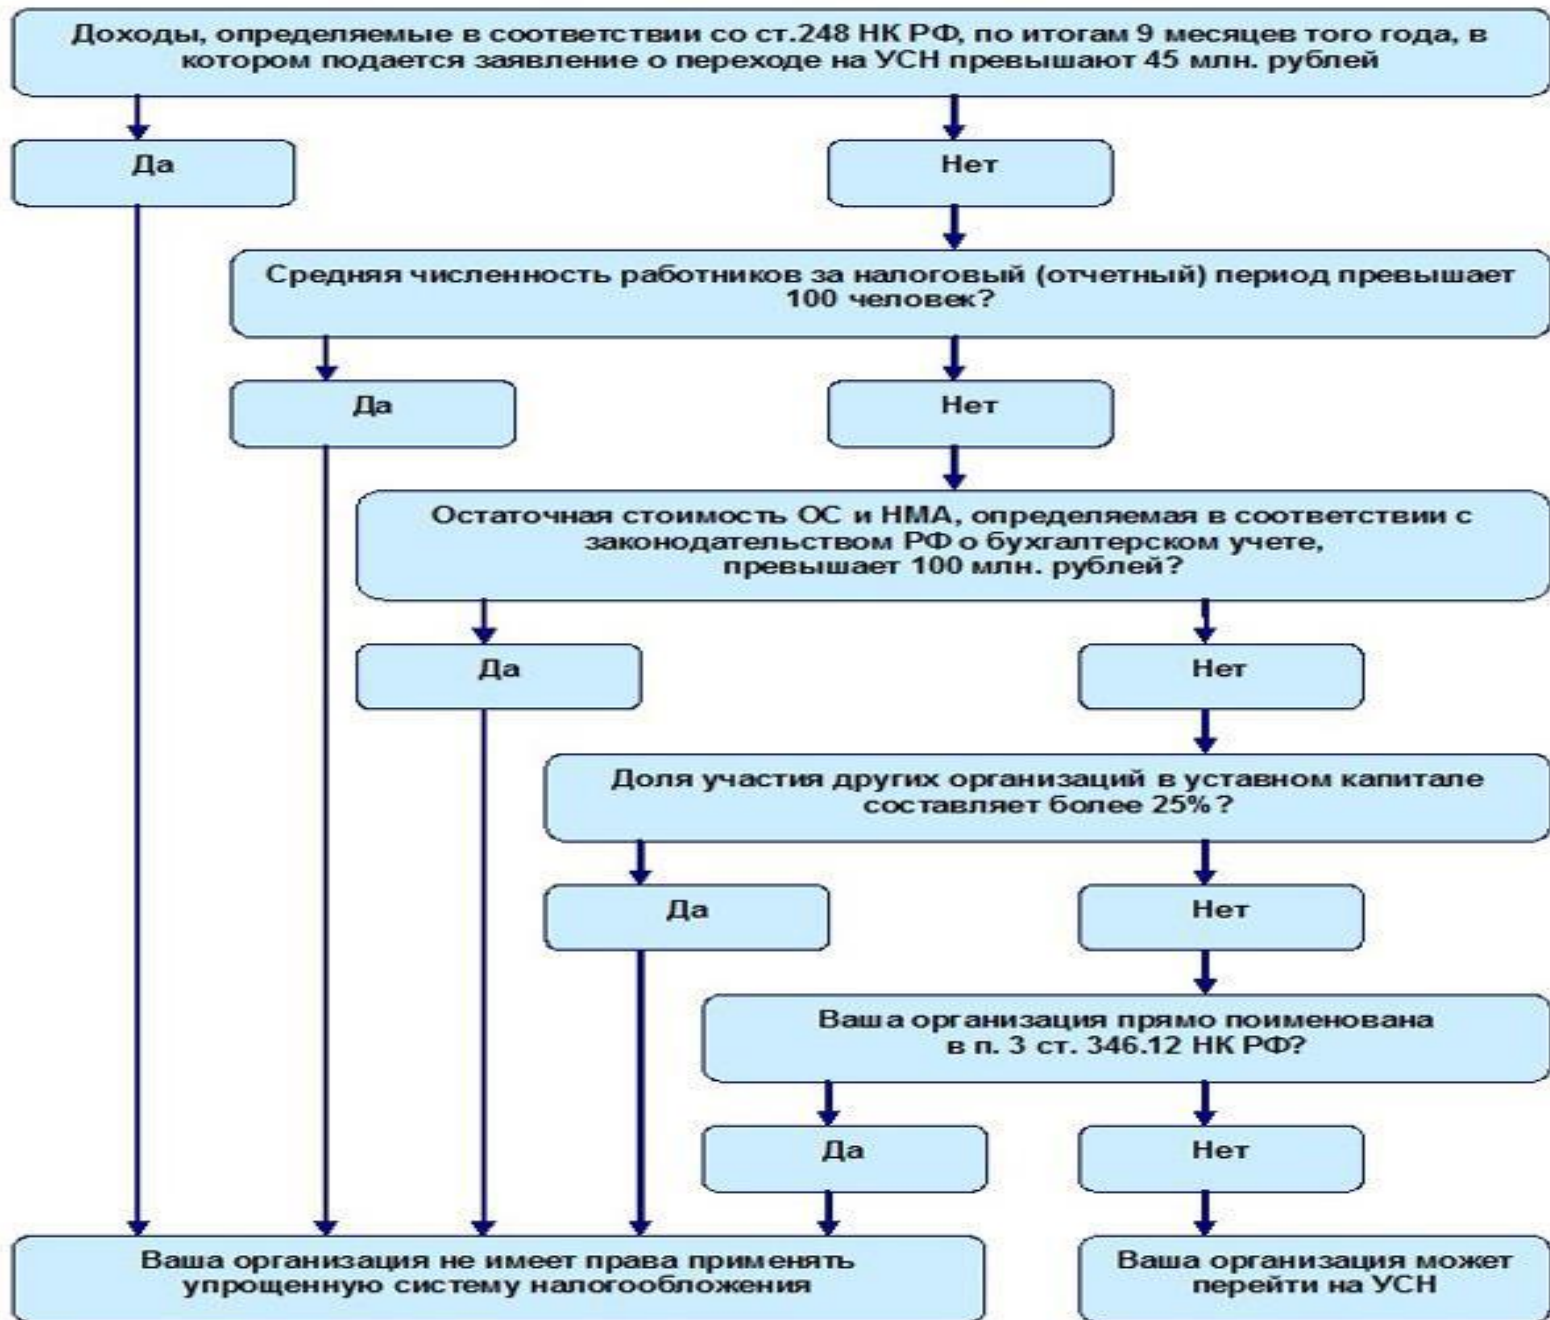 Доходы, определяемые в соответствии со ст.248 НК РФ, по итогам 9 месяцев того года, в
котором подается заявление о переходе на УСН превышают 45 млн. рублей
Да
Нет
Средняя численность работников за налоговый (отчетный) период превышает
100 человек?
Да
Нет
Остаточная стоимость ОС и НМА, определяемая в соответствии с
законодательством РФ о бухгалтерском учете,
превышает 100 млн. рублей?
Да
Нет
Доля участия других организаций в уставном капитале
составляет более 25%?
Да
Нет
Ваша организация прямо поименована
в п. 3 ст. 346.12 НК РФ?
Да
Нет
Ваша организация не имеет права применять
упрощенную систему налогообложения
Ваша организация может
перейти на УСН